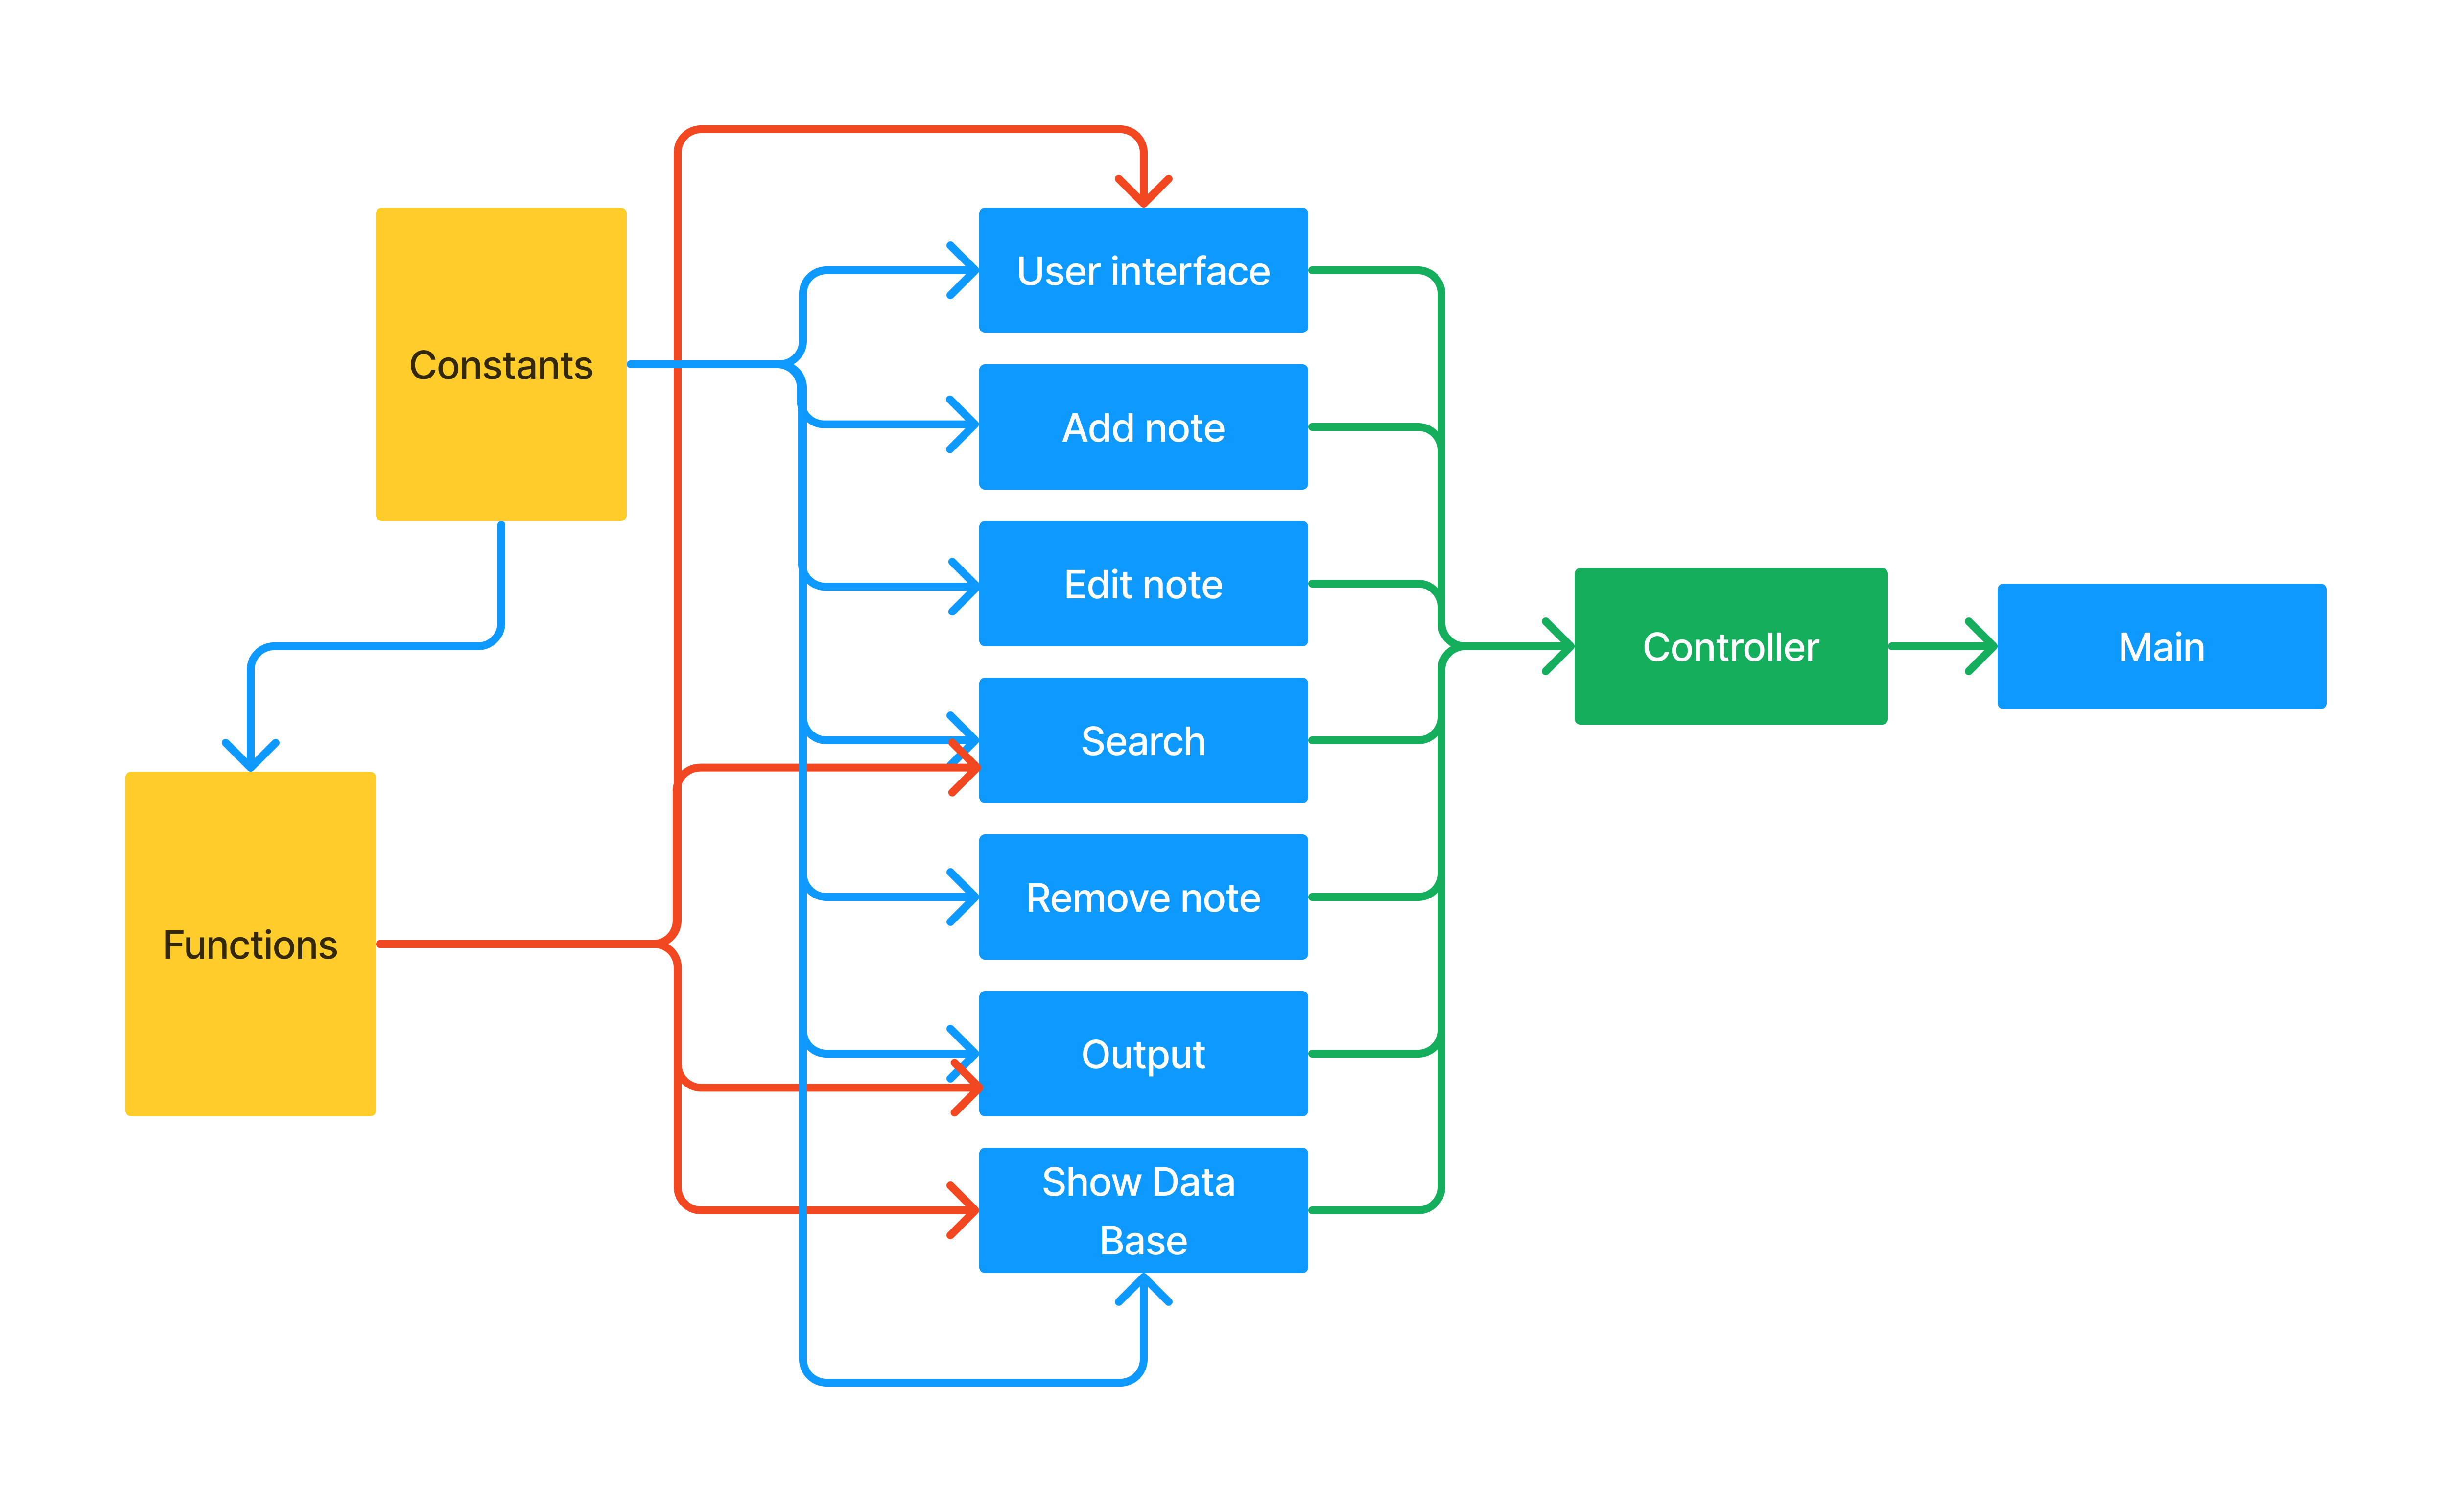 Constants
Functions
User interface
Add note
Edit note
Search
Remove note
Output
Show Data
Base
Controller
Main